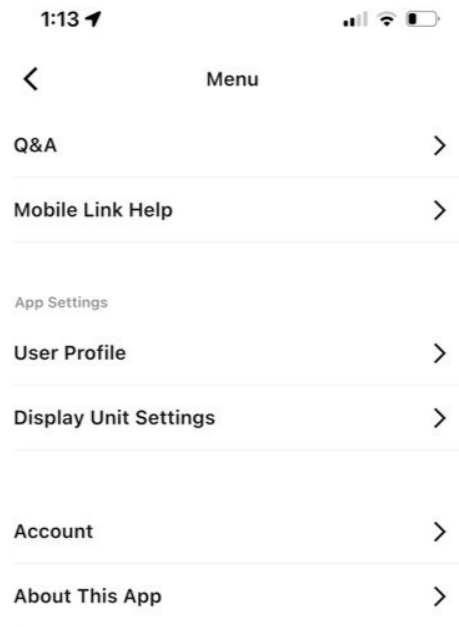 1:13
Menu
Q&A
Mobile Link Help
App Settings
User Profile
Display Unit Settings
Account
About This App